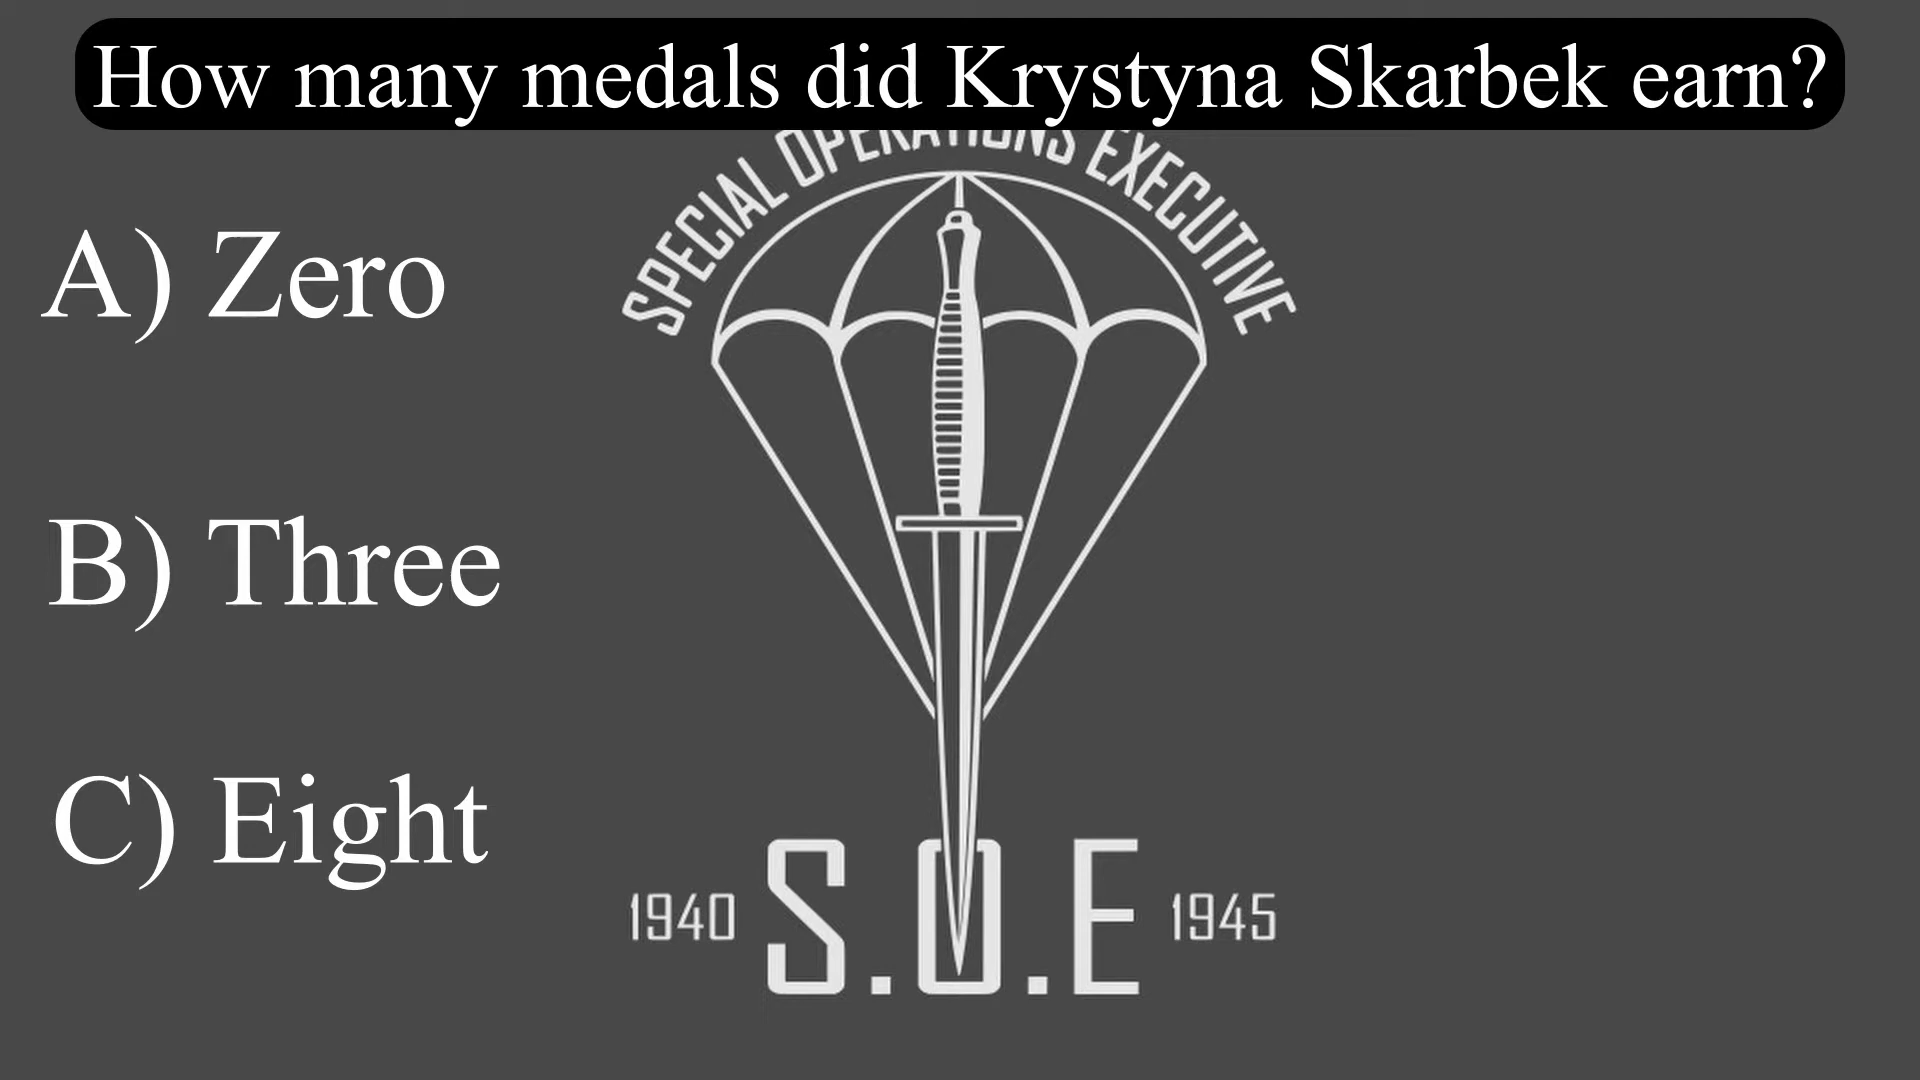 How many medals did Krystyna Skarbek earn?
SPECIAL OPERATIONS EXECUTIVE
A) Zero
B) Three
C) Eight
1940 S.O.E 1945